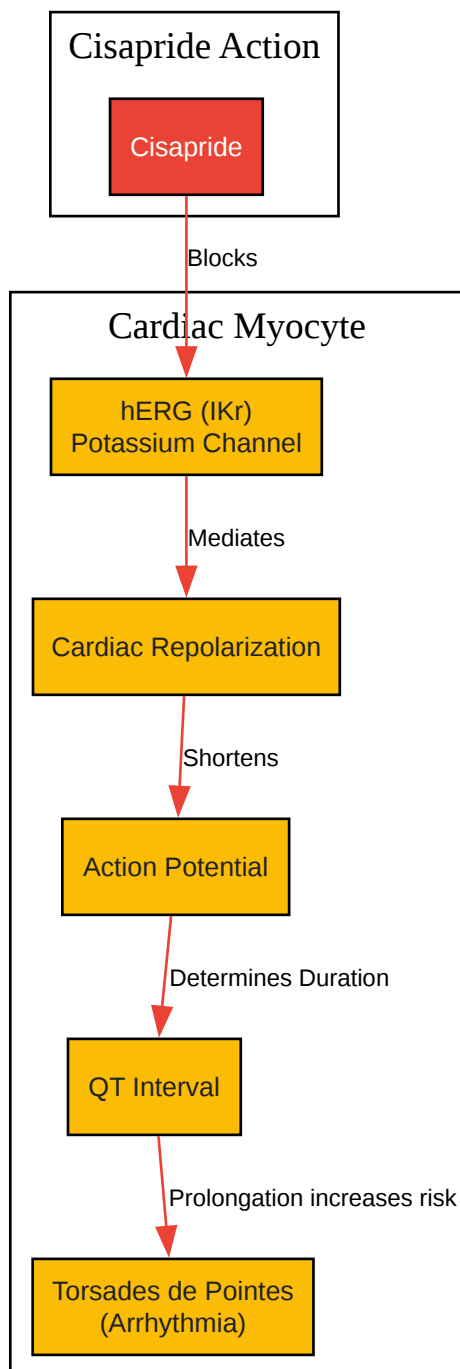 Cisapride Action
Cisapride
Blocks
Cardiac Myocyte
hERG (IKr)
Potassium Channel
Mediates
Cardiac Repolarization
Shortens
Action Potential
Determines Duration
QT Interval
Prolongation increases risk
Torsades de Pointes
(Arrhythmia)